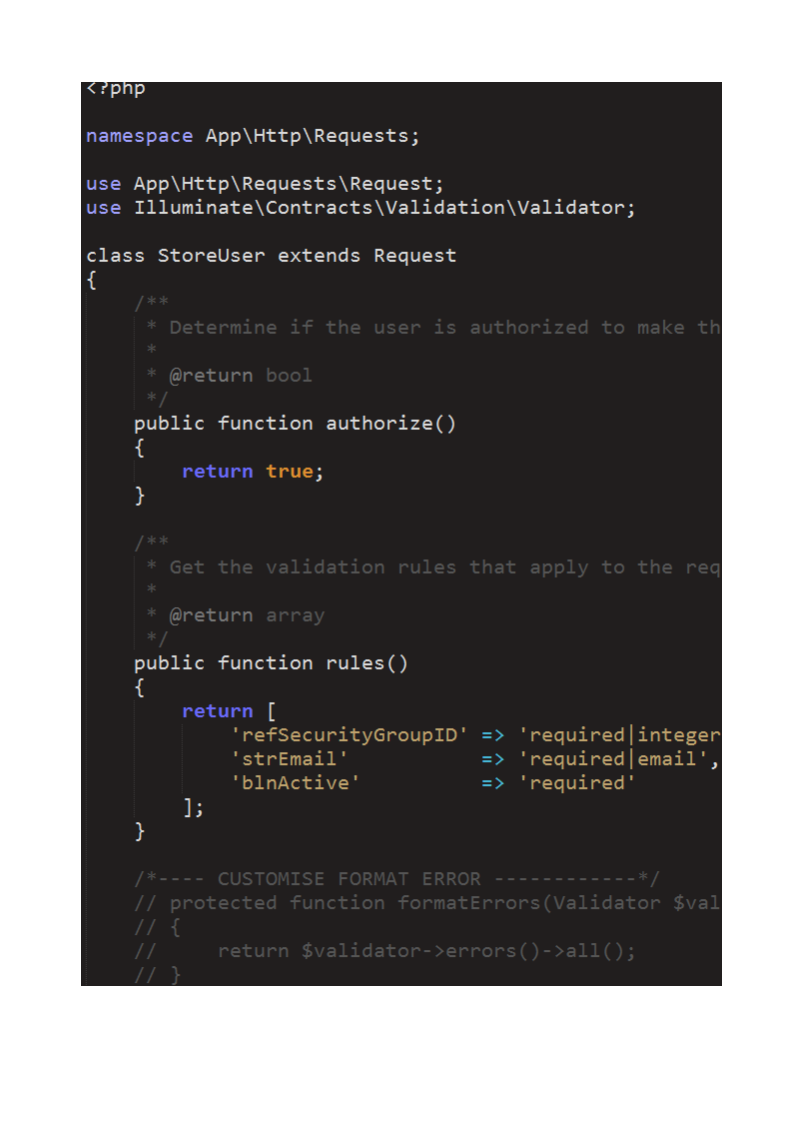 <?php
namespace App\Http\Requests;
use App\Http\Requests\Request;
use Illuminate\Contracts\Validation\Validator;
class StoreUser extends Request
{
/**
* Determine if the user is authorized to make th
*
* @return bool
*/
public function authorize()
{
return true;
}
/**
* Get the validation rules that apply to the req
*
* @return array
*/
public function rules()
{
return [
'refSecurityGroupID' => 'required|integer
'strEmail' => 'required|email',
'blnActive' => 'required'
];
}
/*---- CUSTOMISE FORMAT ERROR ------------*/
// protected function formatErrors(Validator $val
// {
// return $validator->errors()->all();
// }